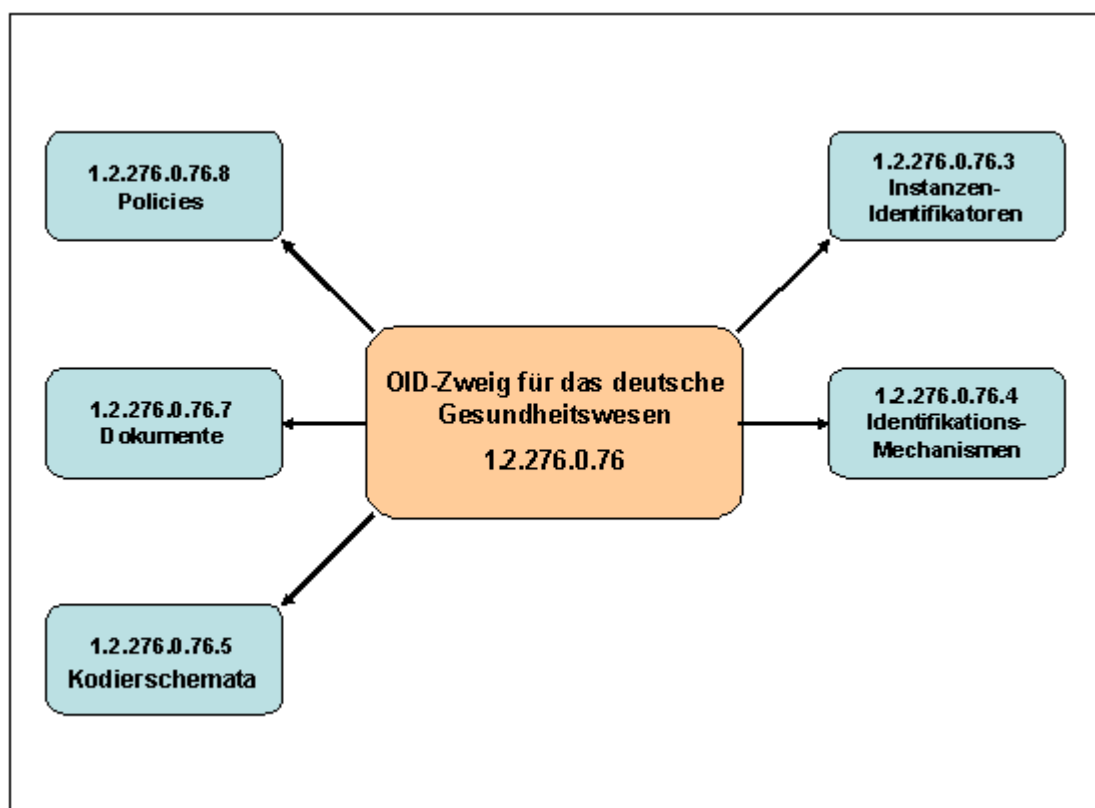 1.2.276.0.76.8
Policies
1.2.276.0.76.3
Instanzen-
Identifikatoren
OID-Zweig für das deutsche
Gesundheitswesen
1.2.276.0.76
1.2.276.0.76.7
Dokumente
1.2.276.0.76.4
Identifikations-
Mechanismen
1.2.276.0.76.5
Kodierschemata